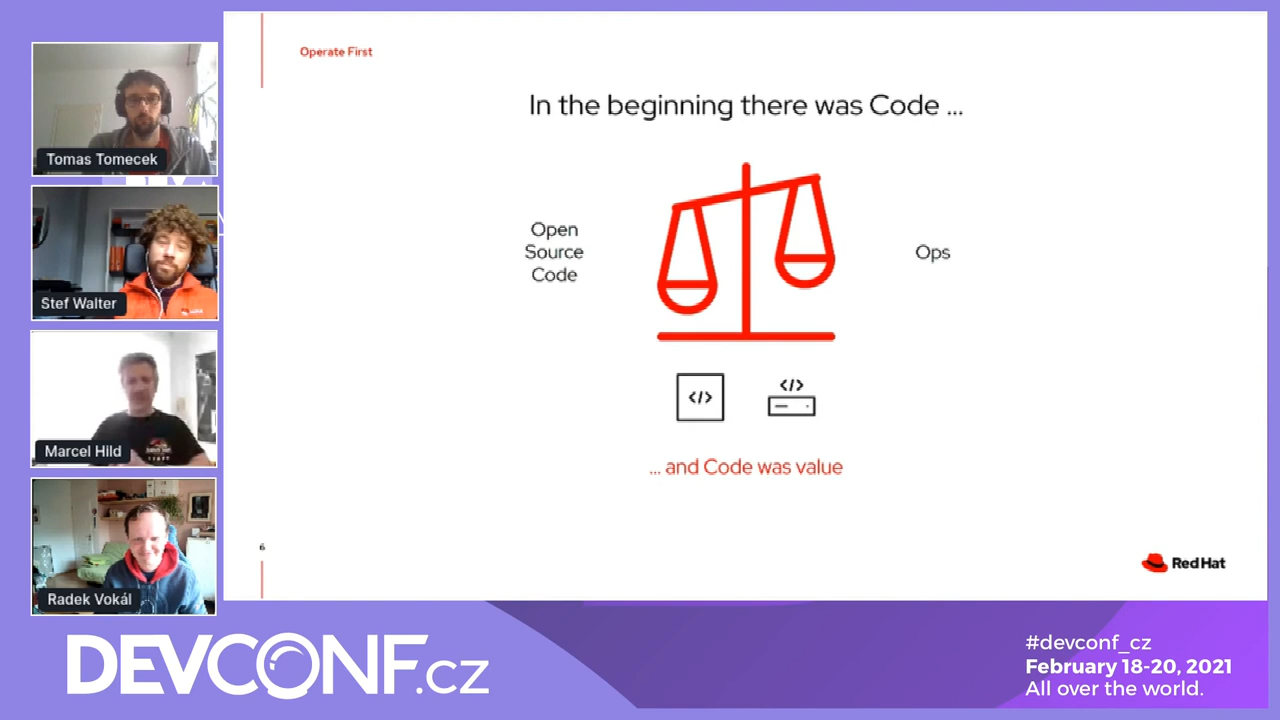 Operate First
In the beginning there was Code ...
Open
Source
Code
Ops
</>
</>
... and Code was value
6
Red Hat
Tomas Tomecek
Stef Walter
Marcel Hild
Radek Vokál
DEVCONF.cz
#devconf_cz
February 18-20, 2021
All over the world.